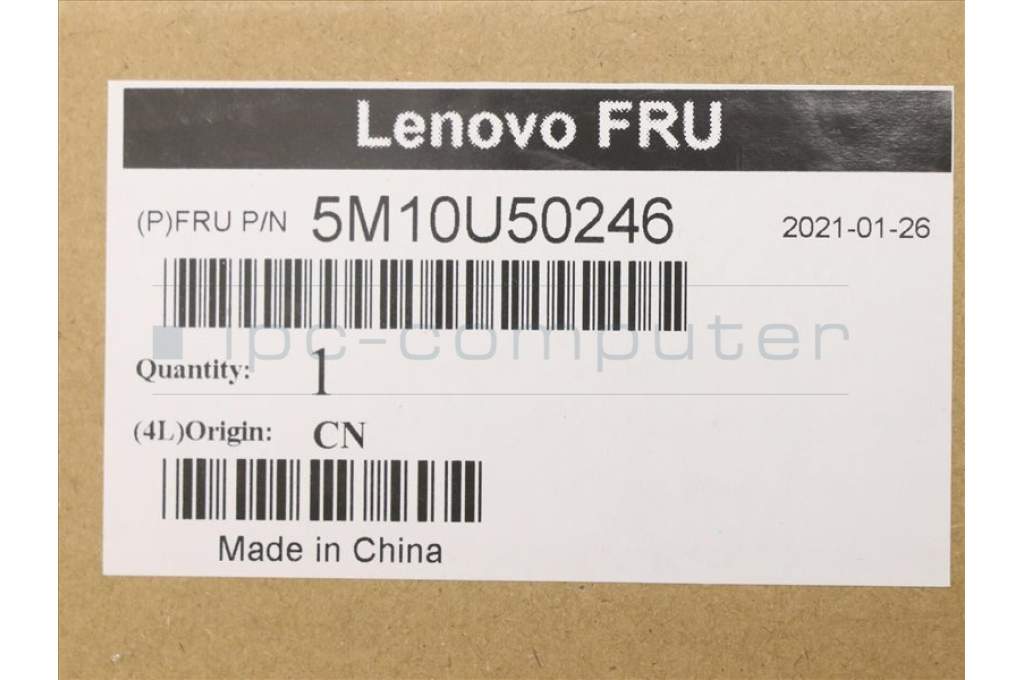 Lenovo FRU
(P)FRU P/N 5M10U50246 2021-01-26
ipc-computer
Quantity: 1
(4L)Origin: CN
Made in China